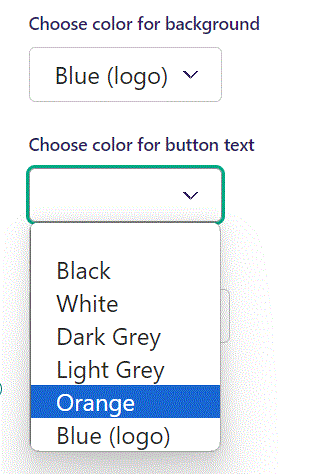 Choose color for background
Blue (logo)
Choose color for button text
Black
White
Dark Grey
Light Grey
Orange
Blue (logo)